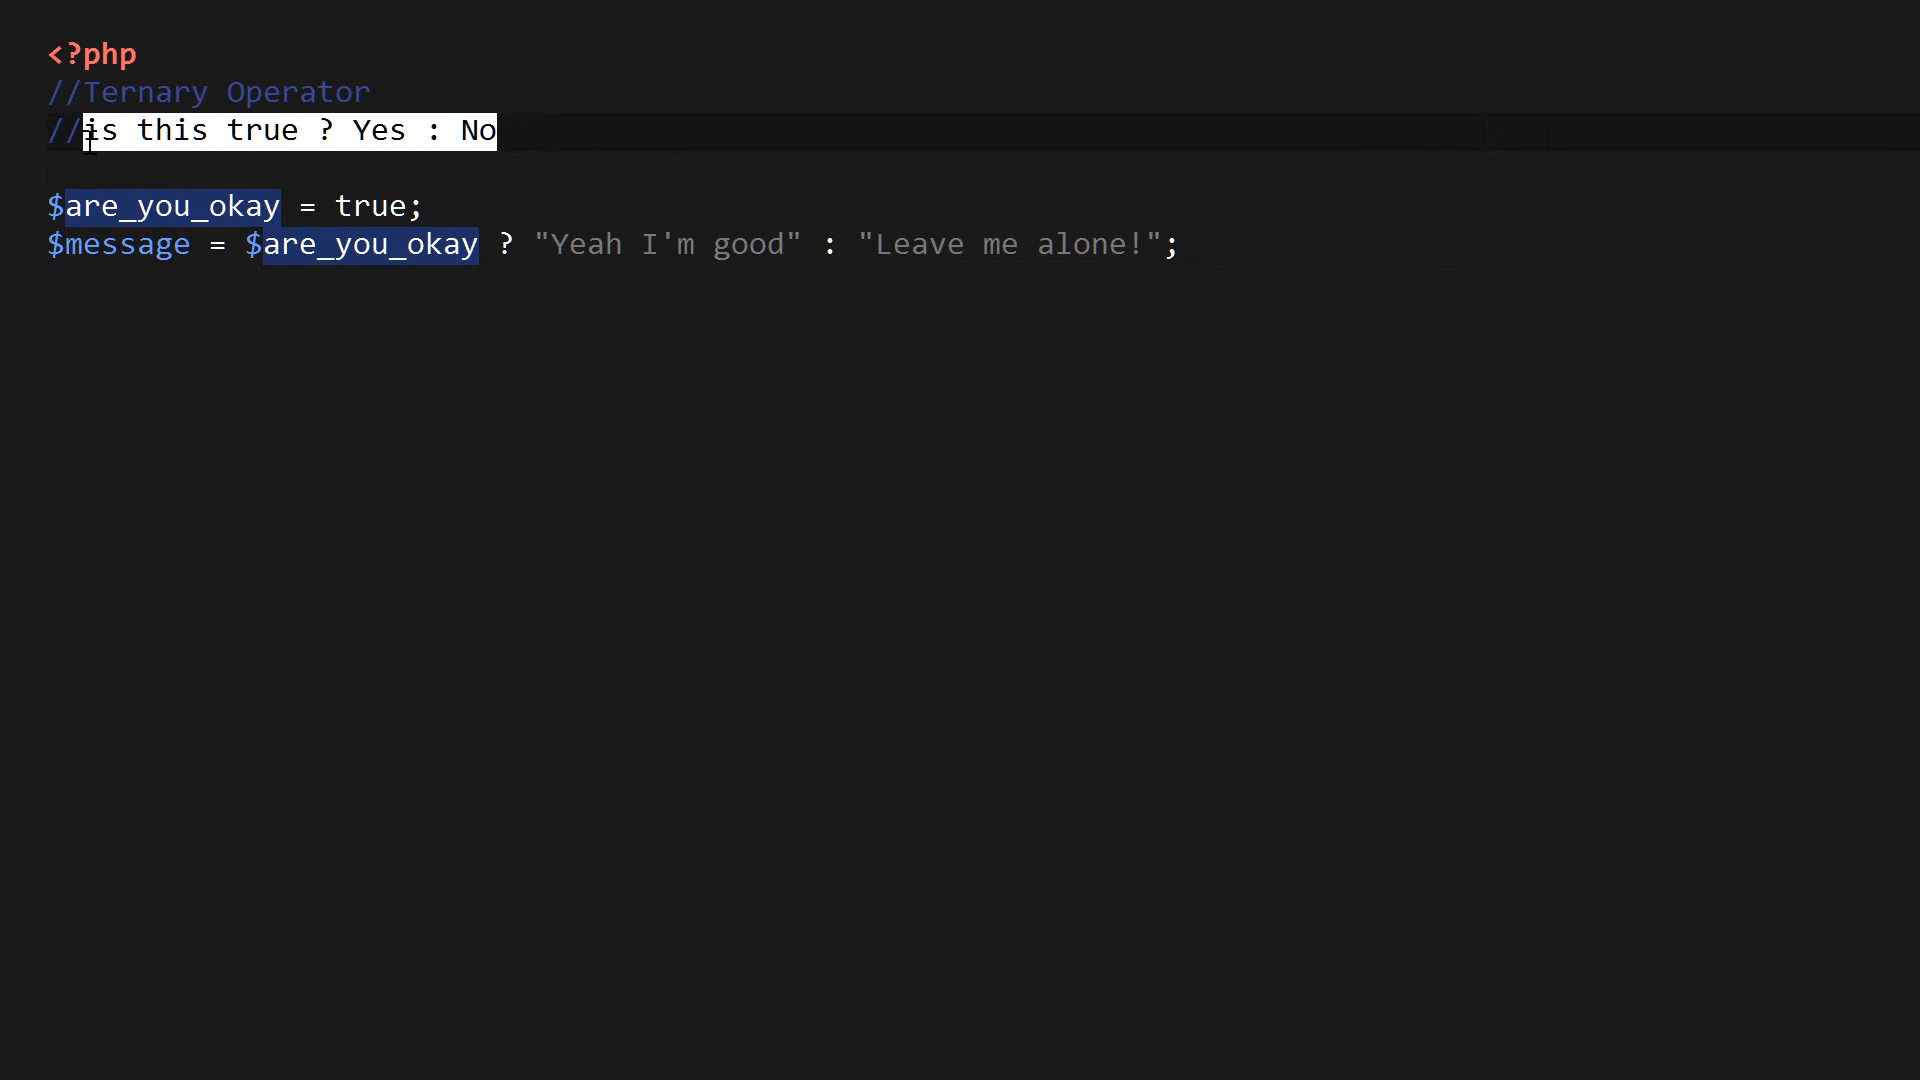 <?php
//Ternary Operator
//is this true ? Yes : No
$are_you_okay = true;
$message = $are_you_okay ? "Yeah I'm good" : "Leave me alone!";